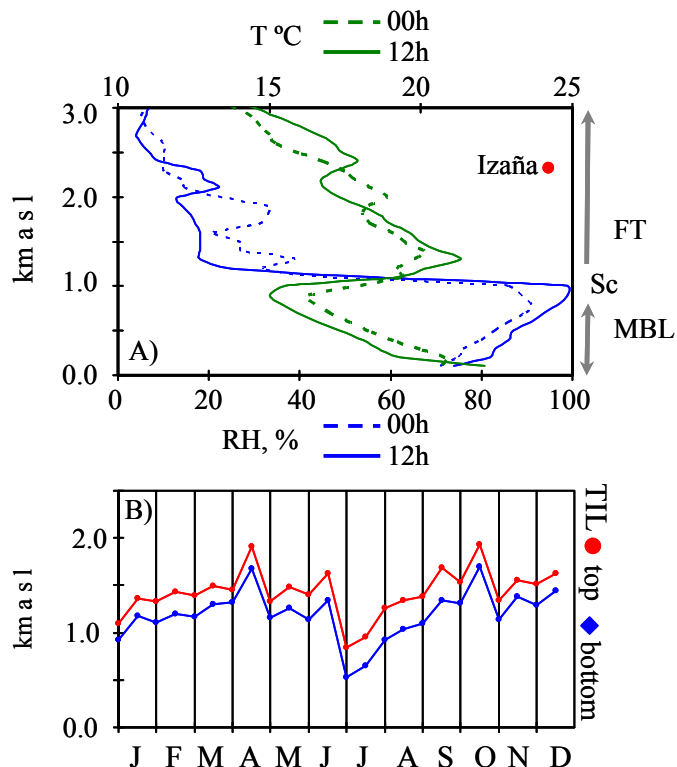 00h
T ºC
12h
10 15 20 25
3.0
2.0
1.0
0.0
km a s l
Izaña
FT
Sc
MBL
A)
0 20 40 60 80 100
00h
RH, %
12h
B)
2.0
1.0
0.0
km a s l
TIL top bottom
J F M A M J J A S O N D